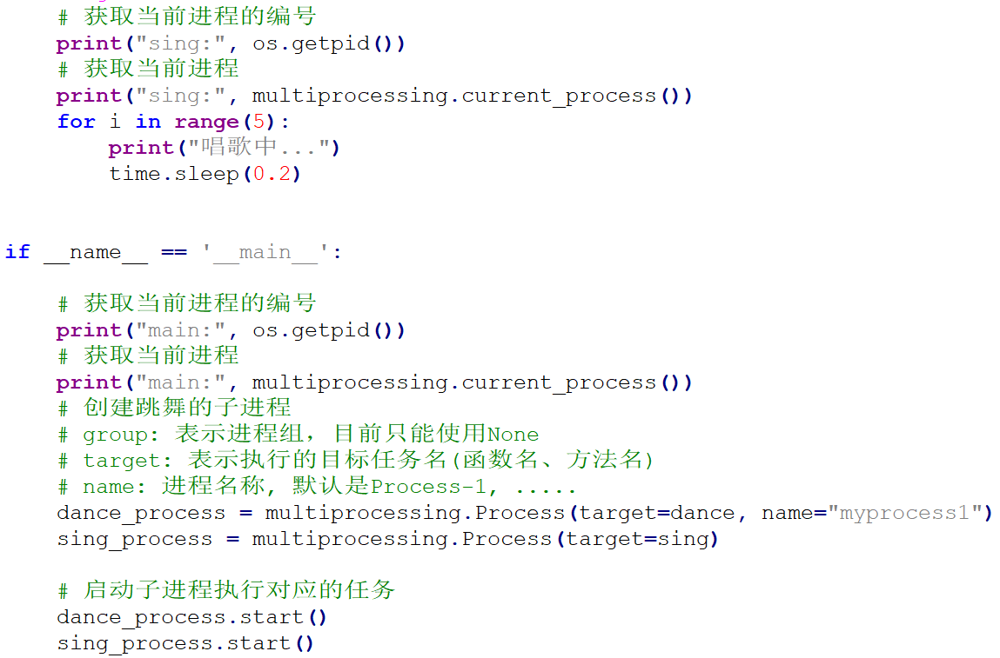 # 获取当前进程的编号
print("sing:", os.getpid())
# 获取当前进程
print("sing:", multiprocessing.current_process())
for i in range(5):
print("唱歌中...")
time.sleep(0.2)
if __name__ == '__main__':
# 获取当前进程的编号
print("main:", os.getpid())
# 获取当前进程
print("main:", multiprocessing.current_process())
# 创建跳舞的子进程
# group: 表示进程组，目前只能使用None
# target: 表示执行的目标任务名(函数名、方法名)
# name: 进程名称, 默认是Process-1, .....
dance_process = multiprocessing.Process(target=dance, name="myprocess1")
sing_process = multiprocessing.Process(target=sing)
# 启动子进程执行对应的任务
dance_process.start()
sing_process.start()